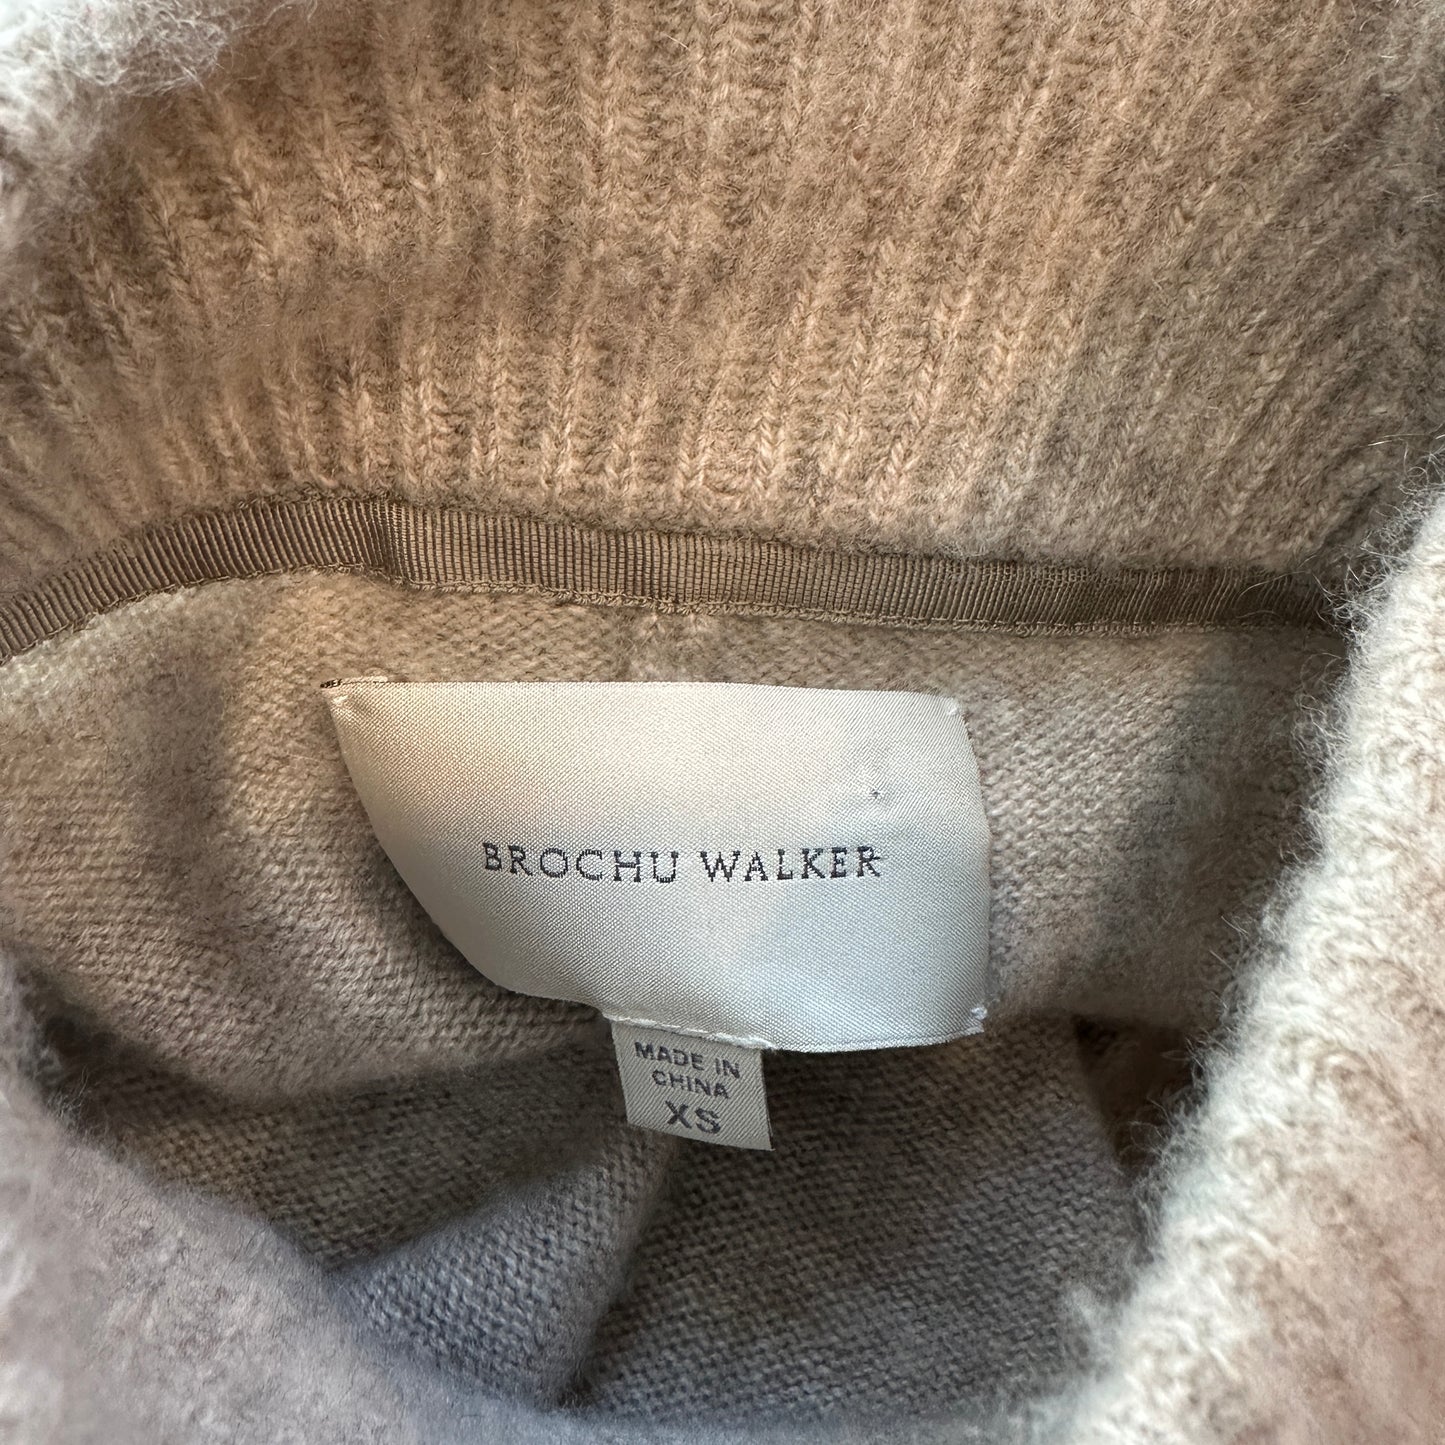 BROCHU WALKER
MADE IN
CHINA
XS